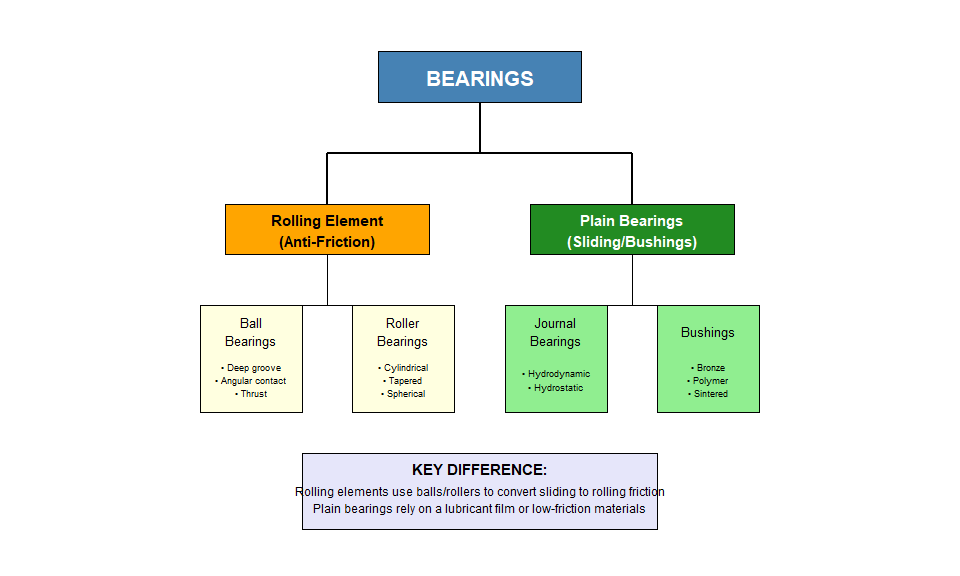 BEARINGS
Rolling Element
(Anti-Friction)
Plain Bearings
(Sliding/Bushings)
Ball
Bearings
• Deep groove
• Angular contact
• Thrust
Roller
Bearings
• Cylindrical
• Tapered
• Spherical
Journal
Bearings
• Hydrodynamic
• Hydrostatic
Bushings
• Bronze
• Polymer
• Sintered
KEY DIFFERENCE:
Rolling elements use balls/rollers to convert sliding to rolling friction
Plain bearings rely on a lubricant film or low-friction materials